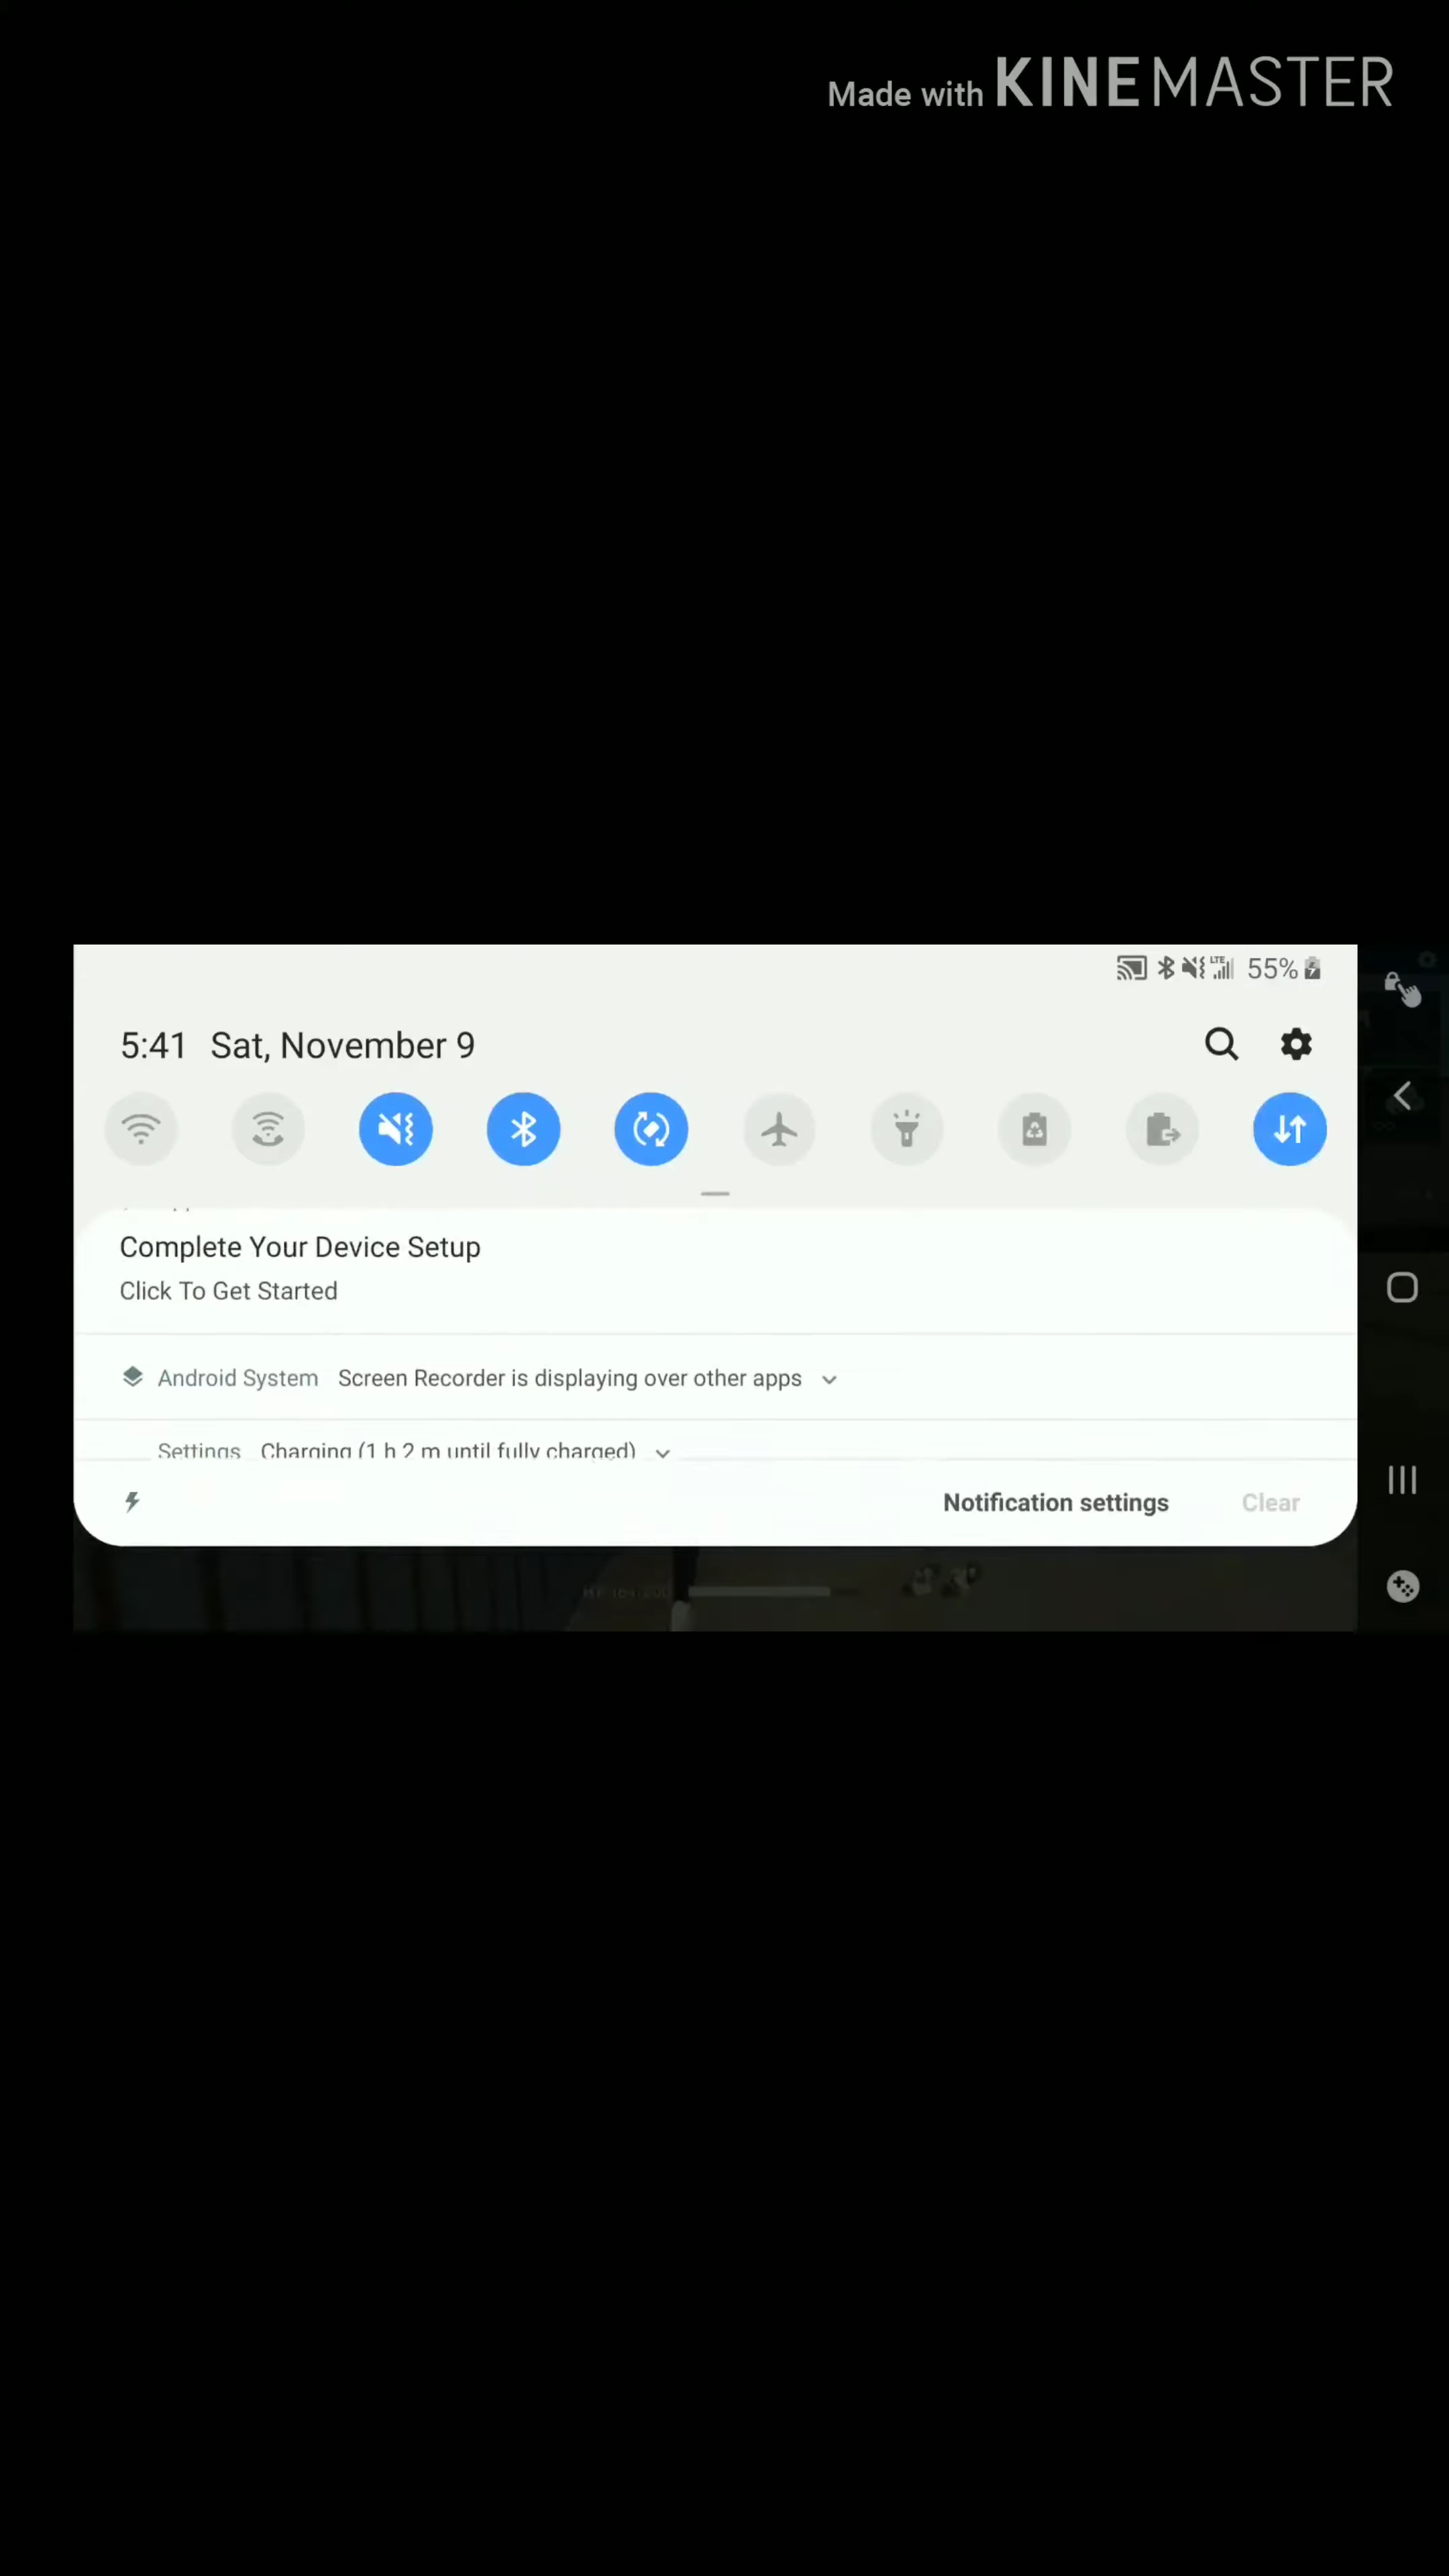 Made with KINEMASTER
LTE 55%
5:41 Sat, November 9
Complete Your Device Setup
Click To Get Started
Android System Screen Recorder is displaying over other apps
Settings Charging (1 h 2 m until fully charged)
Notification settings Clear